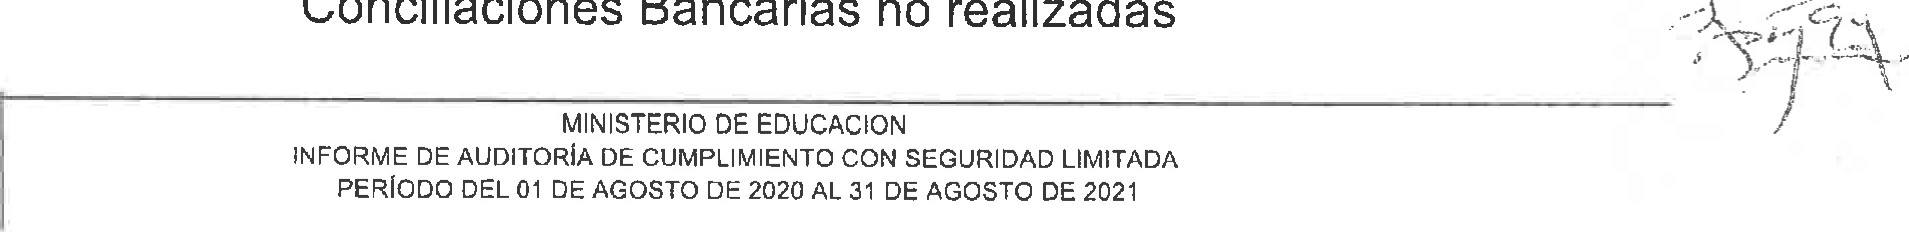 Conciliaciones Bancarias no realizadas
MINISTERIO DE EDUCACION
INFORME DE AUDITORÍA DE CUMPLIMIENTO CON SEGURIDAD LIMITADA
PERÍODO DEL 01 DE AGOSTO DE 2020 AL 31 DE AGOSTO DE 2021